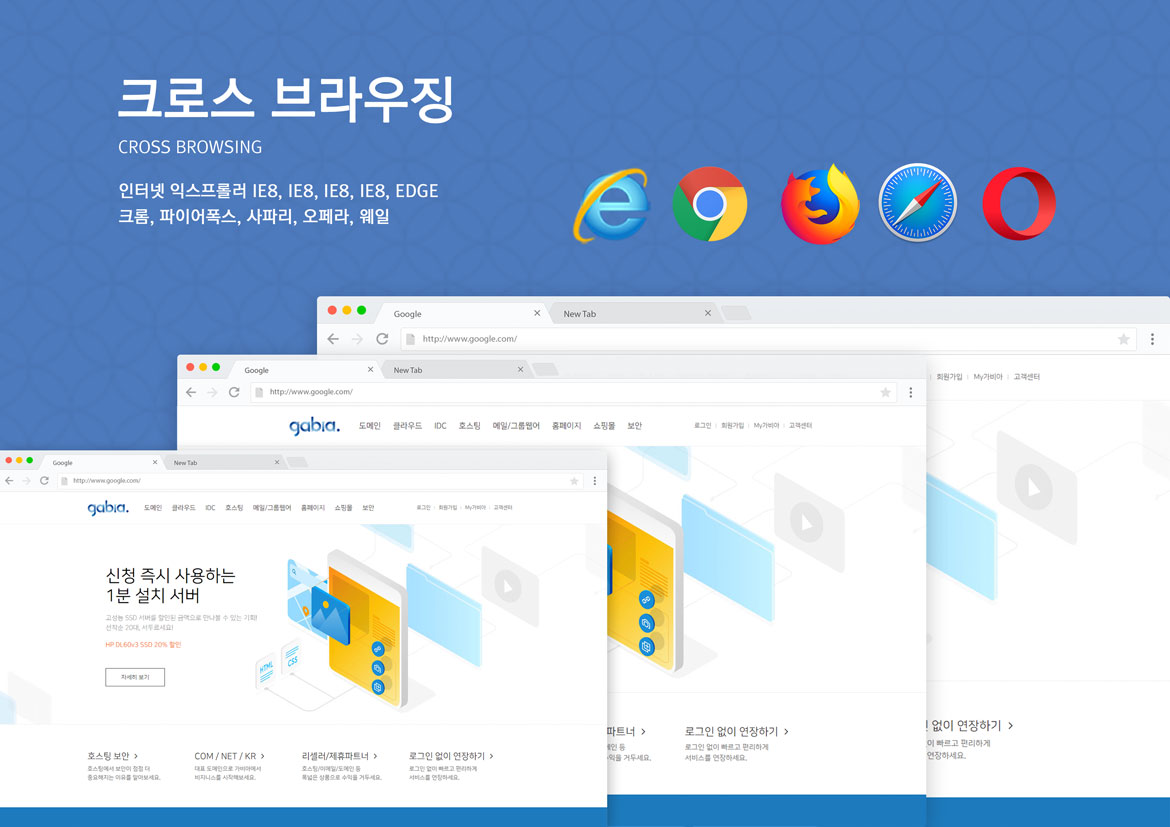 크로스 브라우징
CROSS BROWSING
인터넷 익스프롤러 IE8, IE8, IE8, IE8, EDGE
크롬, 파이어폭스, 사파리, 오페라, 웨일
Google
New Tab
http://www.google.com/
회원가입 | My가비아 | 고객센터
Google
New Tab
http://www.google.com/
gabia. 도메인 클라우드 IDC 호스팅 메일/그룹웨어 홈페이지 쇼핑몰 보안 로그인 | 회원가입 | My가비아 | 고객센터
Google
New Tab
http://www.google.com/
gabia. 도메인 클라우드 IDC 호스팅 메일/그룹웨어 홈페이지 쇼핑몰 보안 로그인 | 회원가입 | My가비아 | 고객센터
신청 즉시 사용하는
1분 설치 서버
고성능 SSD 서버을 할인된 금액으로 만나볼 수 있는 기회!
선착순 20대, 서두르세요!
HP DL60v3 SSD 20% 할인
자세히 보기
HTML
CSS
호스팅 보안 >
호스팅에서 보안이 점점 더
중요해지는 이유를 알아보세요.
COM / NET / KR >
대표 도메인으로 가비아에서
비지니스를 시작해보세요.
리셀러/제휴파트너 >
호스팅/이메일/도메인 등
폭넓은 상품으로 수익을 거두세요.
로그인 없이 연장하기 >
로그인 없이 빠르고 편리하게
서비스를 연장하세요.
파트너 >
인 등
익을 거두세요.
로그인 없이 연장하기 >
로그인 없이 빠르고 편리하게
서비스를 연장하세요.
없이 연장하기 >
이 빠르고 편리하게
연장하세요.